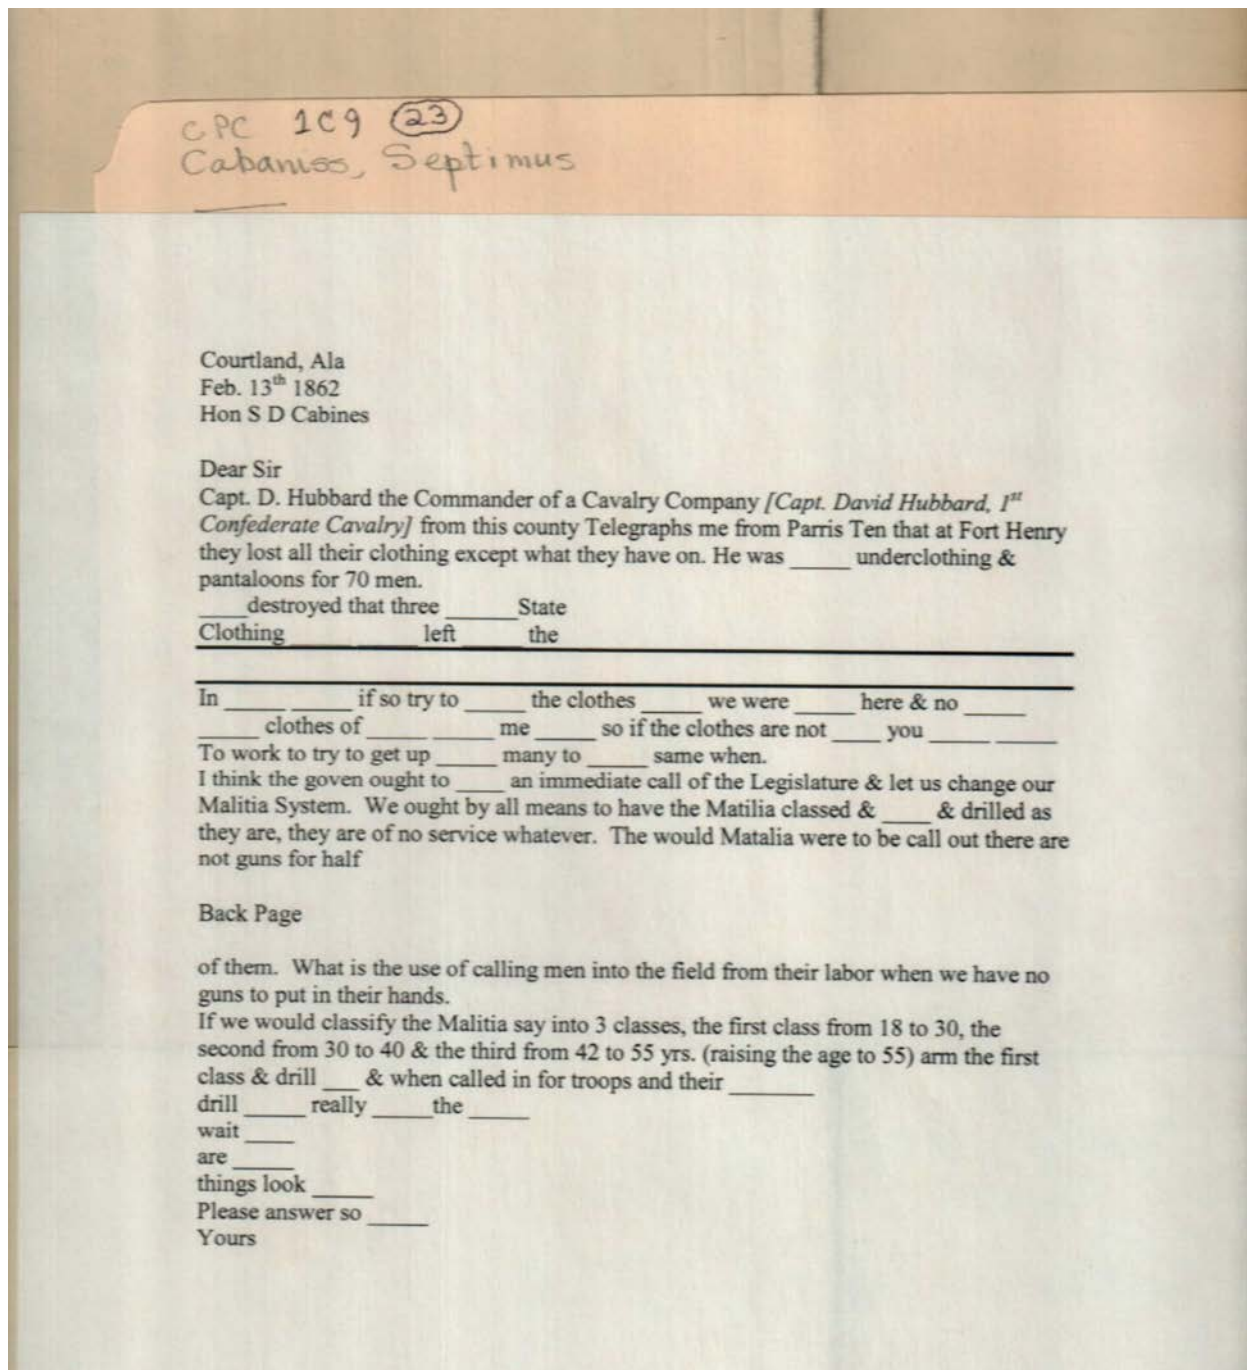 CPC 1C9 23
Cabaniss, Septimus
Courtland, Ala
Feb. 13th 1862
Hon S D Cabines
Dear Sir
Capt. D. Hubbard the Commander of a Cavalry Company [Capt. David Hubbard, 1st
Confederate Cavalry] from this county Telegraphs me from Parris Ten that at Fort Henry
they lost all their clothing except what they have on. He was _____ underclothing &
pantaloons for 70 men.
____destroyed that three ______State
Clothing______ _____left _____the
In _____ _____ if so try to _____ the clothes _____ we were _____ here & no _____
_____ clothes of _____ _____ me _____ so if the clothes are not ____ you _____ _____
To work to try to get up _____ many to _____ same when.
I think the goven ought to ____ an immediate call of the Legislature & let us change our
Malitia System. We ought by all means to have the Matilia classed & ____ & drilled as
they are, they are of no service whatever. The would Matalia were to be call out there are
not guns for half
Back Page
of them. What is the use of calling men into the field from their labor when we have no
guns to put in their hands.
If we would classify the Malitia say into 3 classes, the first class from 18 to 30, the
second from 30 to 40 & the third from 42 to 55 yrs. (raising the age to 55) arm the first
class & drill ___ & when called in for troops and their _______
drill _____ really _____the _____
wait ____
are _____
things look _____
Please answer so _____
Yours